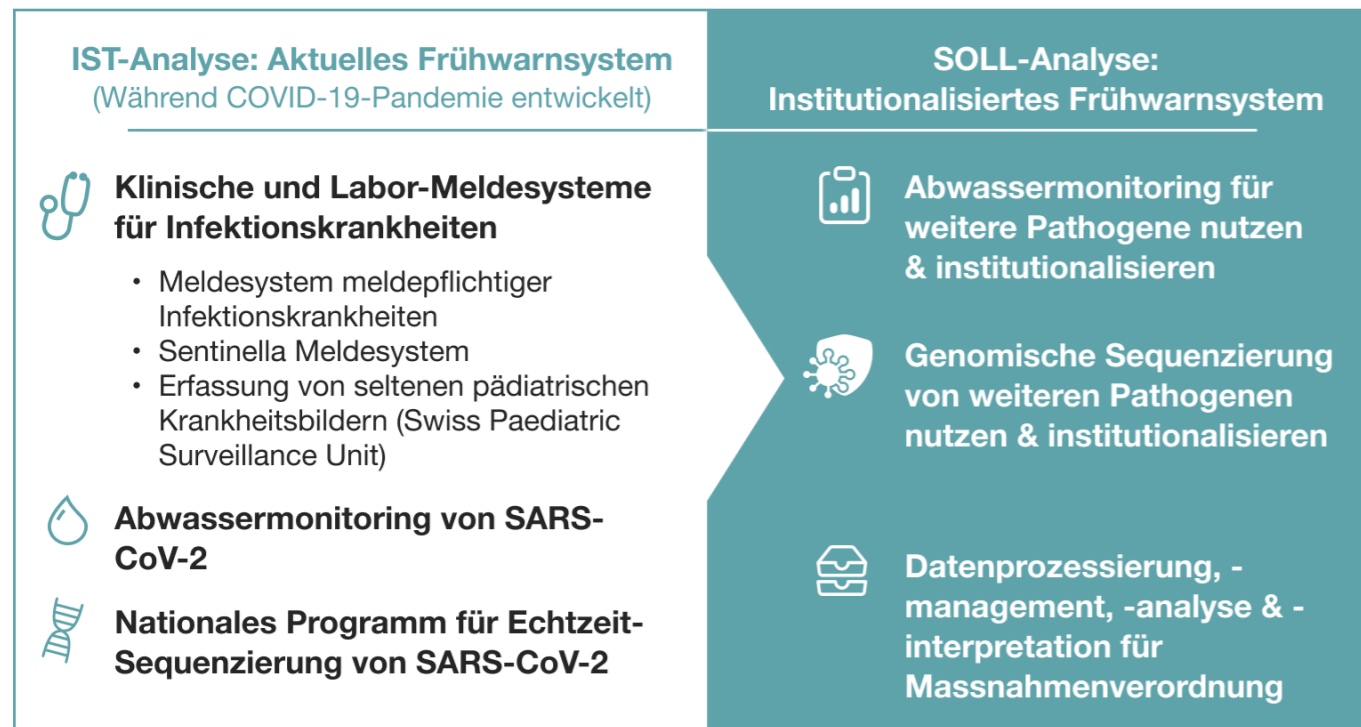 IST-Analyse: Aktuelles Frühwarnsystem
(Während COVID-19-Pandemie entwickelt)
Klinische und Labor-Meldesysteme
für Infektionskrankheiten
• Meldesystem meldepflichtiger
Infektionskrankheiten
• Sentinella Meldesystem
• Erfassung von seltenen pädiatrischen
Krankheitsbildern (Swiss Paediatric
Surveillance Unit)
Abwassermonitoring von SARS-
CoV-2
Nationales Programm für Echtzeit-
Sequenzierung von SARS-CoV-2
SOLL-Analyse:
Institutionalisiertes Frühwarnsystem
Abwassermonitoring für
weitere Pathogene nutzen
& institutionalisieren
Genomische Sequenzierung
von weiteren Pathogenen
nutzen & institutionalisieren
Datenprozessierung, -
management, -analyse & -
interpretation für
Massnahmenverordnung